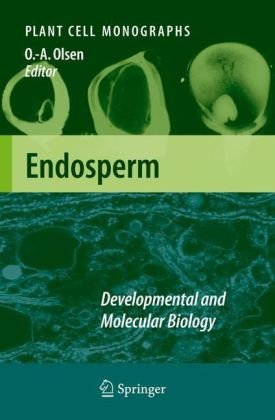 PLANT CELL MONOGRAPHS
O.-A. Olsen
Editor
Endosperm
Developmental and
Molecular Biology
Springer